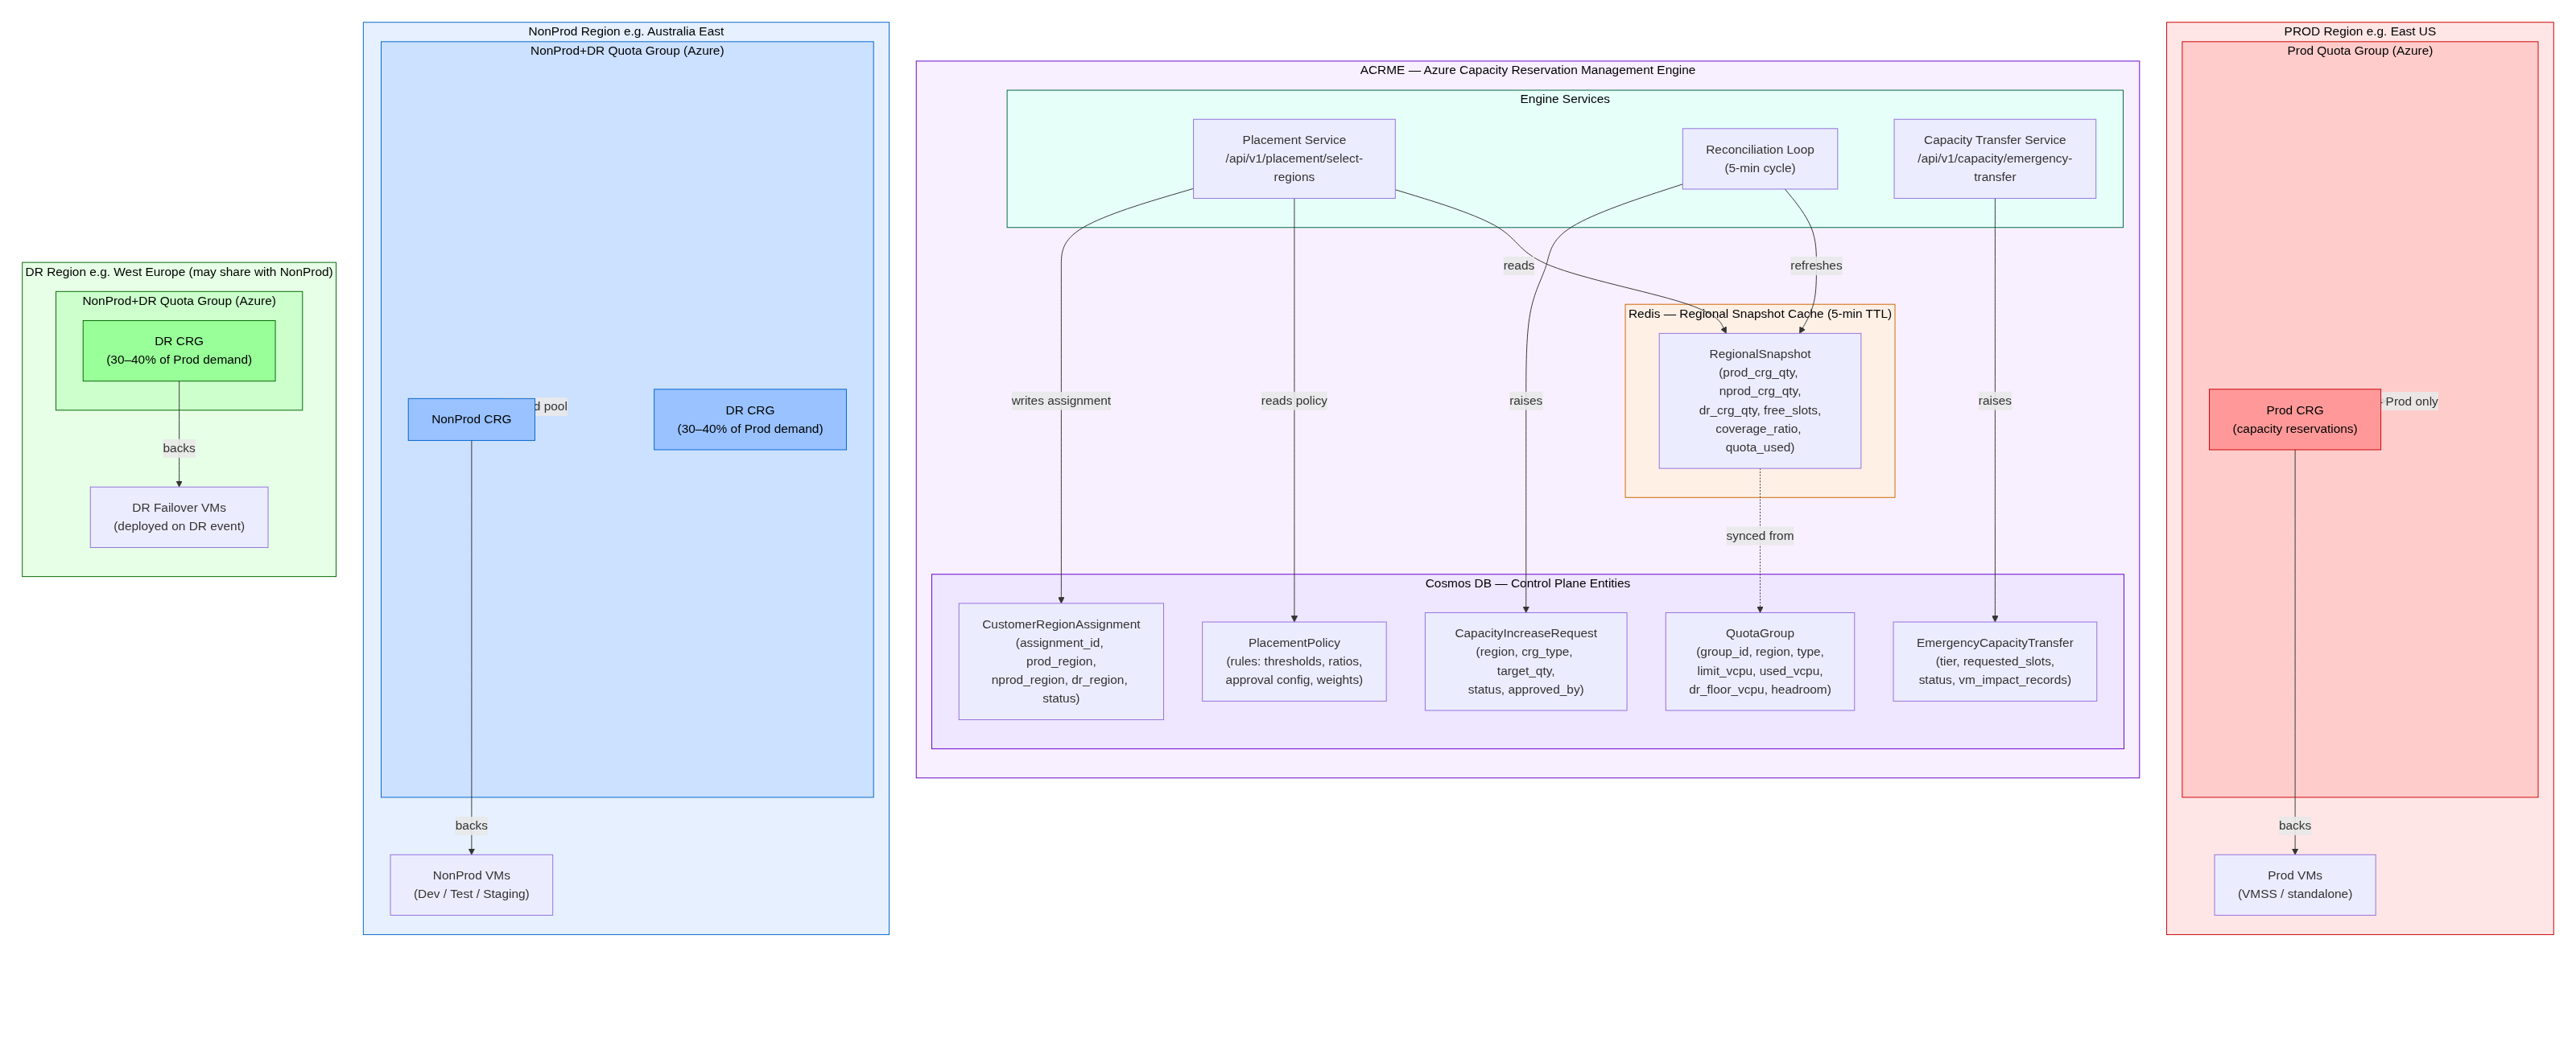 DR Region e.g. West Europe (may share with NonProd)
NonProd+DR Quota Group (Azure)
DR CRG
(30–40% of Prod demand)
backs
DR Failover VMs
(deployed on DR event)
NonProd Region e.g. Australia East
NonProd+DR Quota Group (Azure)
NonProd CRG
pool
DR CRG
(30–40% of Prod demand)
backs
NonProd VMs
(Dev / Test / Staging)
ACRME — Azure Capacity Reservation Management Engine
Engine Services
Placement Service
/api/v1/placement/select-
regions
Reconciliation Loop
(5-min cycle)
Capacity Transfer Service
/api/v1/capacity/emergency-
transfer
reads
refreshes
writes assignment
reads policy
raises
raises
Redis — Regional Snapshot Cache (5-min TTL)
RegionalSnapshot
(prod_crg_qty,
nprod_crg_qty,
dr_crg_qty, free_slots,
coverage_ratio,
quota_used)
synced from
Cosmos DB — Control Plane Entities
CustomerRegionAssignment
(assignment_id,
prod_region,
nprod_region, dr_region,
status)
PlacementPolicy
(rules: thresholds, ratios,
approval config, weights)
CapacityIncreaseRequest
(region, crg_type,
target_qty,
status, approved_by)
QuotaGroup
(group_id, region, type,
limit_vcpu, used_vcpu,
dr_floor_vcpu, headroom)
EmergencyCapacityTransfer
(tier, requested_slots,
status, vm_impact_records)
PROD Region e.g. East US
Prod Quota Group (Azure)
Prod CRG
(capacity reservations)
Prod only
backs
Prod VMs
(VMSS / standalone)